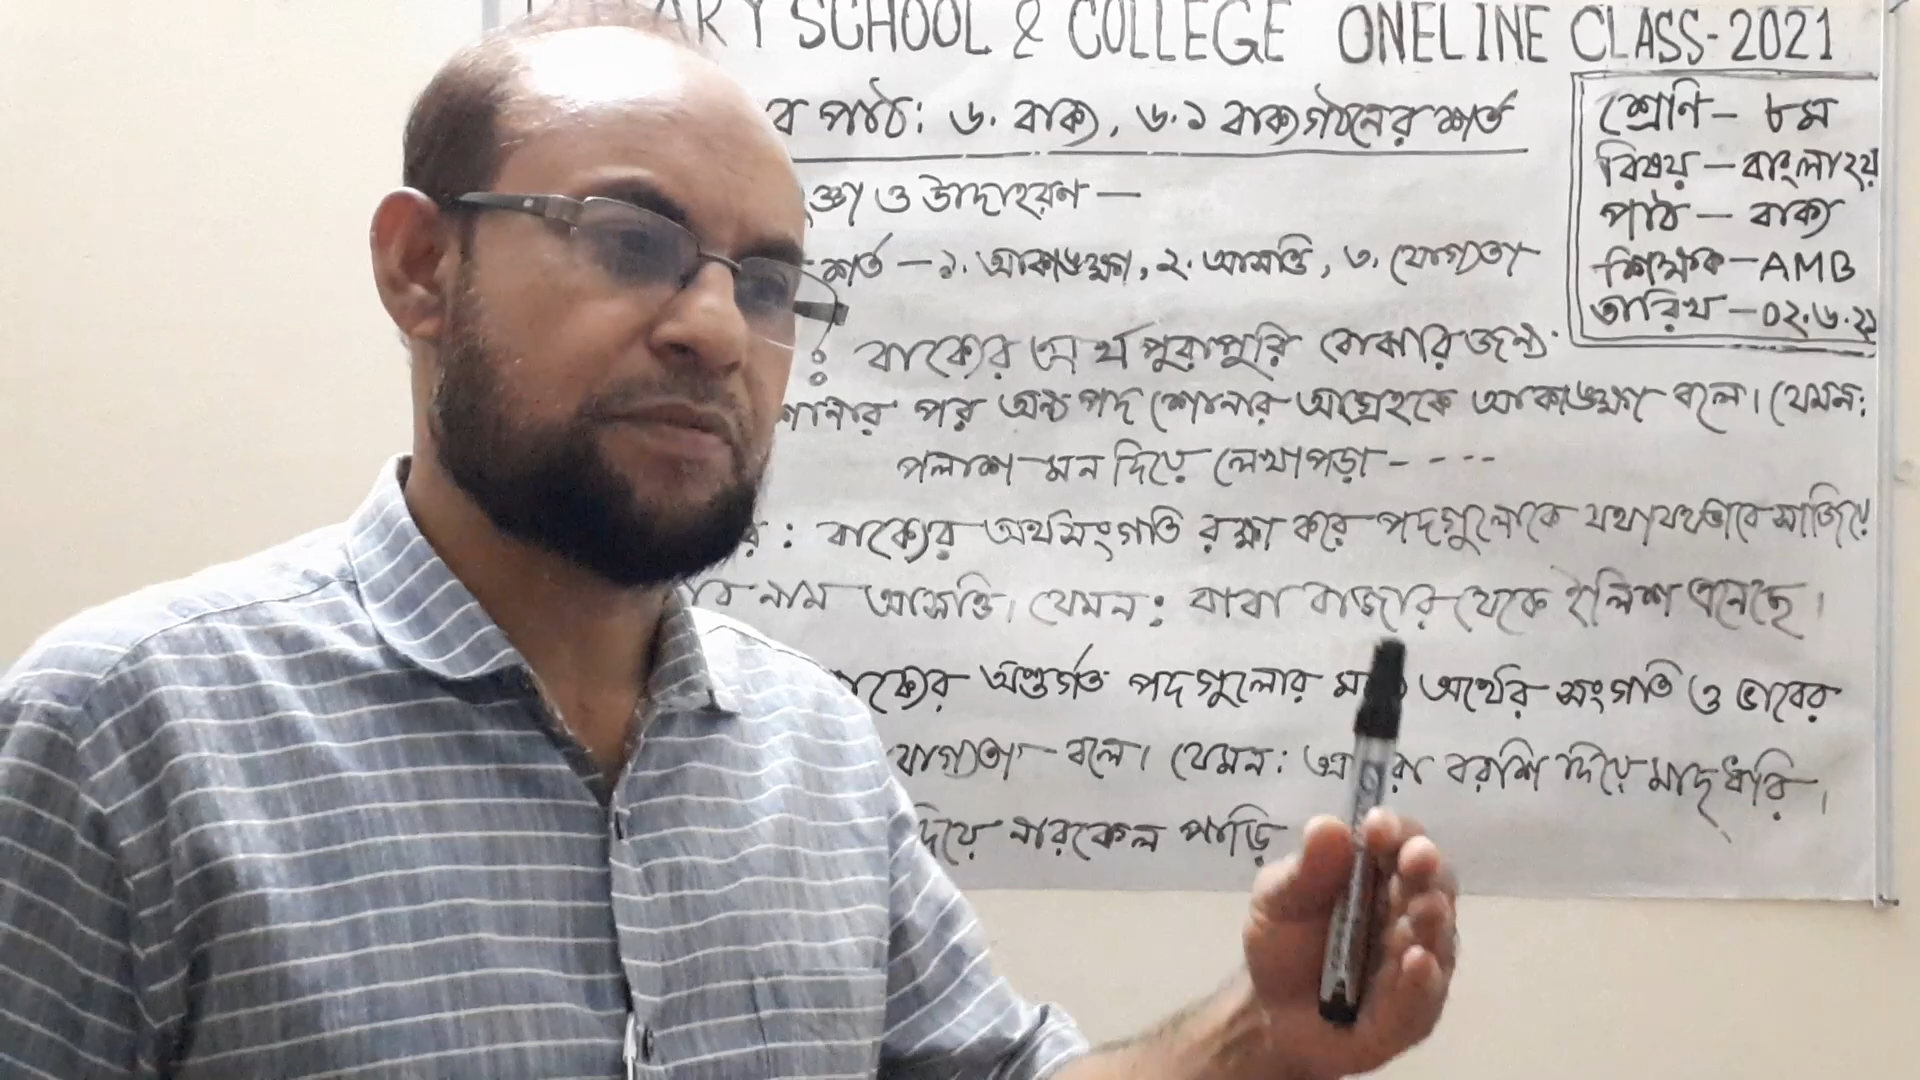 ARY SCHOOL & COLLEGE ONELINE CLASS-2021
পাঠ: ৬. বাক্য, ৬.১ বাক্যগঠনের শর্ত
ও উদাহরণ —
শর্ত — ১. আকাঙ্ক্ষা, ২. আসত্তি, ৩. যোগ্যতা
: বাক্যের অর্থ পুরাপুরি বোঝার জন্য
পর অন্য পদ শোনার আগ্রহকে আকাঙ্ক্ষা বলে। যেমন:
পলাশ মন দিয়ে লেখাপড়া - - - -
: বাক্যের অর্থসংগতি রক্ষা করে পদগুলোকে যথাযথভাবে সাজিয়ে
নাম আসত্তি। যেমন: বাবা বাজার থেকে ইলিশ এনেছে।
অন্তর্গত পদগুলোর অর্থের সংগতি ও ভাবের
বলে। যেমন: বরশি দিয়ে মাছ ধরি।
দিয়ে নারকেল পাড়ি
শ্রেণি — ৮ম
বিষয় — বাংলা ২য়
পাঠ — বাক্য
শিক্ষক — AMB
তারিখ — ০২.৬.২১